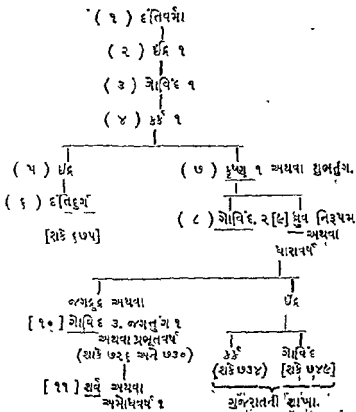 (૧) દંતિવર્મા
(૨) ઇંદ્ર ૧
(૩) ગોવિંદ ૧
(૪) કર્ક ૧
(૫) ઇંદ્ર (૭) કૃષ્ણ ૧ અથવા શુભતુંગ.
(૬) દંતિદુર્ગ (૮) ગોવિંદ. ૨ [૯] ધ્રુવ નિરૂપમ
[શકે ૬૭૫] અથવા
ધારાવર્ષ
જગદ્રુદ્ર અથવા ઇંદ્ર
[૧૦] ગોવિંદ ૩. જગત્તુંગ ૧
અથવા પ્રભૂતવર્ષ કર્ક ગોવિંદ
(શકે ૭૨૬ અને ૭૩૦) (શકે ૭૩૪) [શકે ૭૪૯]
[૧૧] શર્વ અથવા ગુજરાતની શાખા.
અમોઘવર્ષ ૧